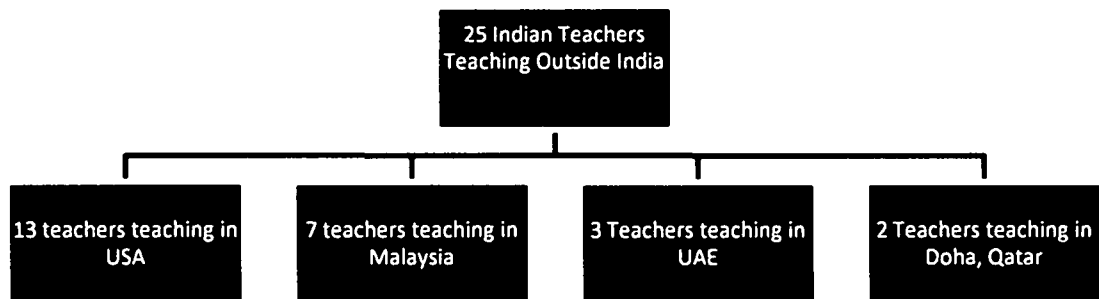 25 Indian Teachers
Teaching Outside India
13 teachers teaching in
USA
7 teachers teaching in
Malaysia
3 Teachers teaching in
UAE
2 Teachers teaching in
Doha, Qatar